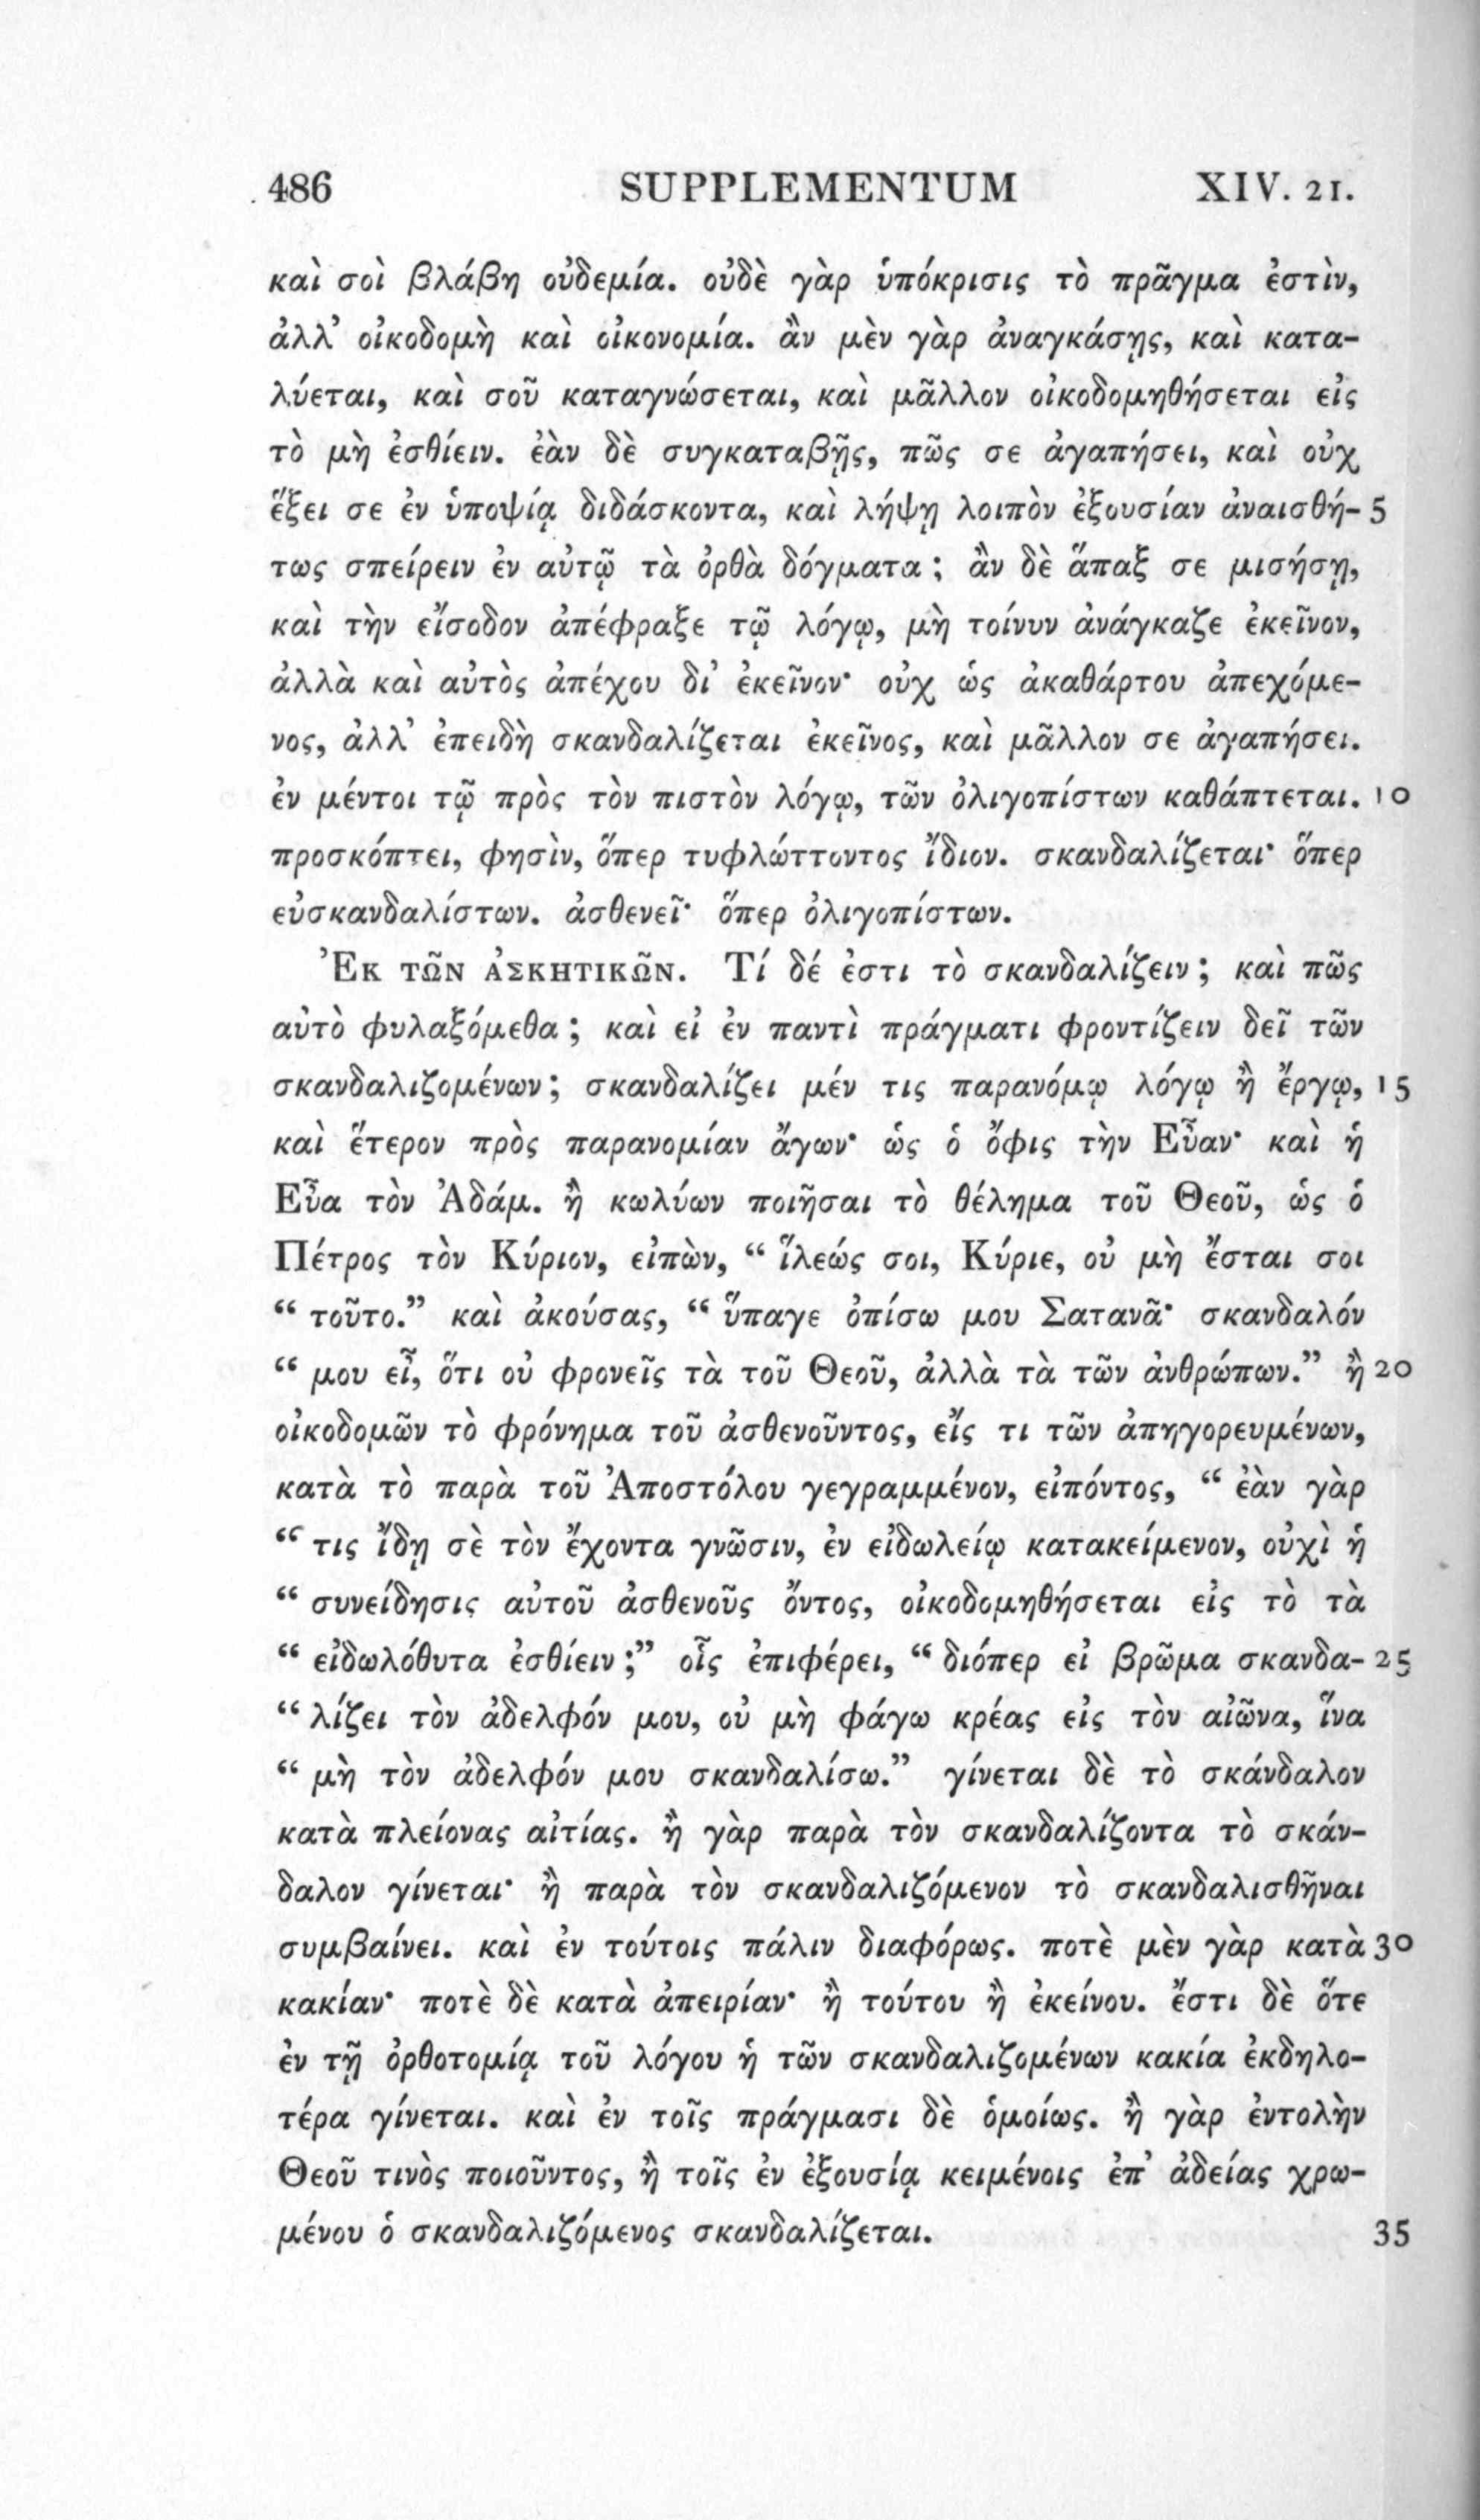 486 SUPPLEMENTUM XIV. 21.
καὶ σοὶ βλάβη οὐδεμία. οὐδὲ γὰρ ὑπόκρισις τὸ πρᾶγμα ἐστὶν,
ἀλλ’ οἰκοδομὴ καὶ οἰκονομία. ἂν μὲν γὰρ ἀναγκάσῃς, καὶ κατα-
λύεται, καὶ σοῦ καταγνώσεται, καὶ μᾶλλον οἰκοδομηθήσεται εἰς
τὸ μὴ ἐσθίειν. ἐὰν δὲ συγκαταβῇς, πῶς σε ἀγαπήσει, καὶ οὐχ
ἕξει σε ἐν ὑποψίᾳ διδάσκοντα, καὶ λήψῃ λοιπὸν ἐξουσίαν ἀναισθή- 5
τως σπείρειν ἐν αὐτῷ τὰ ὀρθὰ δόγματα ; ἂν δὲ ἅπαξ σε μισήσῃ,
καὶ τὴν εἴσοδον ἀπέφραξε τῷ λόγῳ, μὴ τοίνυν ἀνάγκαζε ἐκεῖνον,
ἀλλὰ καὶ αὐτὸς ἀπέχου δι’ ἐκεῖνον· οὐχ ὡς ἀκαθάρτου ἀπεχόμε-
νος, ἀλλ’ ἐπειδὴ σκανδαλίζεται ἐκεῖνος, καὶ μᾶλλον σε ἀγαπήσει.
ἐν μέντοι τῷ πρὸς τὸν πιστὸν λόγῳ, τῶν ὀλιγοπίστων καθάπτεται. 10
προσκόπτει, φησὶν, ὅπερ τυφλώττοντος ἴδιον. σκανδαλίζεται· ὅπερ
εὐσκανδαλίστων. ἀσθενεῖ· ὅπερ ὀλιγοπίστων.
Ἐκ τῶν ἀσκητικῶν. Τί δέ ἐστι τὸ σκανδαλίζειν ; καὶ πῶς
αὐτὸ φυλαξόμεθα ; καὶ εἰ ἐν παντὶ πράγματι φροντίζειν δεῖ τῶν
σκανδαλιζομένων ; σκανδαλίζει μέν τις παρανόμῳ λόγῳ ἢ ἔργῳ, 15
καὶ ἕτερον πρὸς παρανομίαν ἄγων· ὡς ὁ ὄφις τὴν Εὖαν· καὶ ἡ
Εὖα τὸν Ἀδάμ. ἢ κωλύων ποιῆσαι τὸ θέλημα τοῦ Θεοῦ, ὡς ὁ
Πέτρος τὸν Κύριον, εἰπὼν, “ ἵλεώς σοι, Κύριε, οὐ μὴ ἔσται σοι
“ τοῦτο.” καὶ ἀκούσας, “ ὕπαγε ὀπίσω μου Σατανᾶ· σκανδαλόν
“ μου εἶ, ὅτι οὐ φρονεῖς τὰ τοῦ Θεοῦ, ἀλλὰ τὰ τῶν ἀνθρώπων.” ἢ 20
οἰκοδομῶν τὸ φρόνημα τοῦ ἀσθενοῦντος, εἴς τι τῶν ἀπηγορευμένων,
κατὰ τὸ παρὰ τοῦ Ἀποστόλου γεγραμμένον, εἰπόντος, “ ἐὰν γὰρ
“ τις ἴδῃ σὲ τὸν ἔχοντα γνῶσιν, ἐν εἰδωλείῳ κατακείμενον, οὐχὶ ἡ
“ συνείδησις αὐτοῦ ἀσθενοῦς ὄντος, οἰκοδομηθήσεται εἰς τὸ τὰ
“ εἰδωλόθυτα ἐσθίειν ;” οἷς ἐπιφέρει, “ διόπερ εἰ βρῶμα σκανδα- 25
“ λίζει τὸν ἀδελφόν μου, οὐ μὴ φάγω κρέας εἰς τὸν αἰῶνα, ἵνα
“ μὴ τὸν ἀδελφόν μου σκανδαλίσω.” γίνεται δὲ τὸ σκάνδαλον
κατὰ πλείονας αἰτίας. ἢ γὰρ παρὰ τὸν σκανδαλίζοντα τὸ σκάν-
δαλον γίνεται· ἢ παρὰ τὸν σκανδαλιζόμενον τὸ σκανδαλισθῆναι
συμβαίνει. καὶ ἐν τούτοις πάλιν διαφόρως. ποτὲ μὲν γὰρ κατὰ 30
κακίαν· ποτὲ δὲ κατὰ ἀπειρίαν· ἢ τούτου ἢ ἐκείνου. ἔστι δὲ ὅτε
ἐν τῇ ὀρθοτομίᾳ τοῦ λόγου ἡ τῶν σκανδαλιζομένων κακία ἐκδηλο-
τέρα γίνεται. καὶ ἐν τοῖς πράγμασι δὲ ὁμοίως. ἢ γὰρ ἐντολὴν
Θεοῦ τινὸς ποιοῦντος, ἢ τοῖς ἐν ἐξουσίᾳ κειμένοις ἐπ’ ἀδείας χρω-
μένου ὁ σκανδαλιζόμενος σκανδαλίζεται. 35